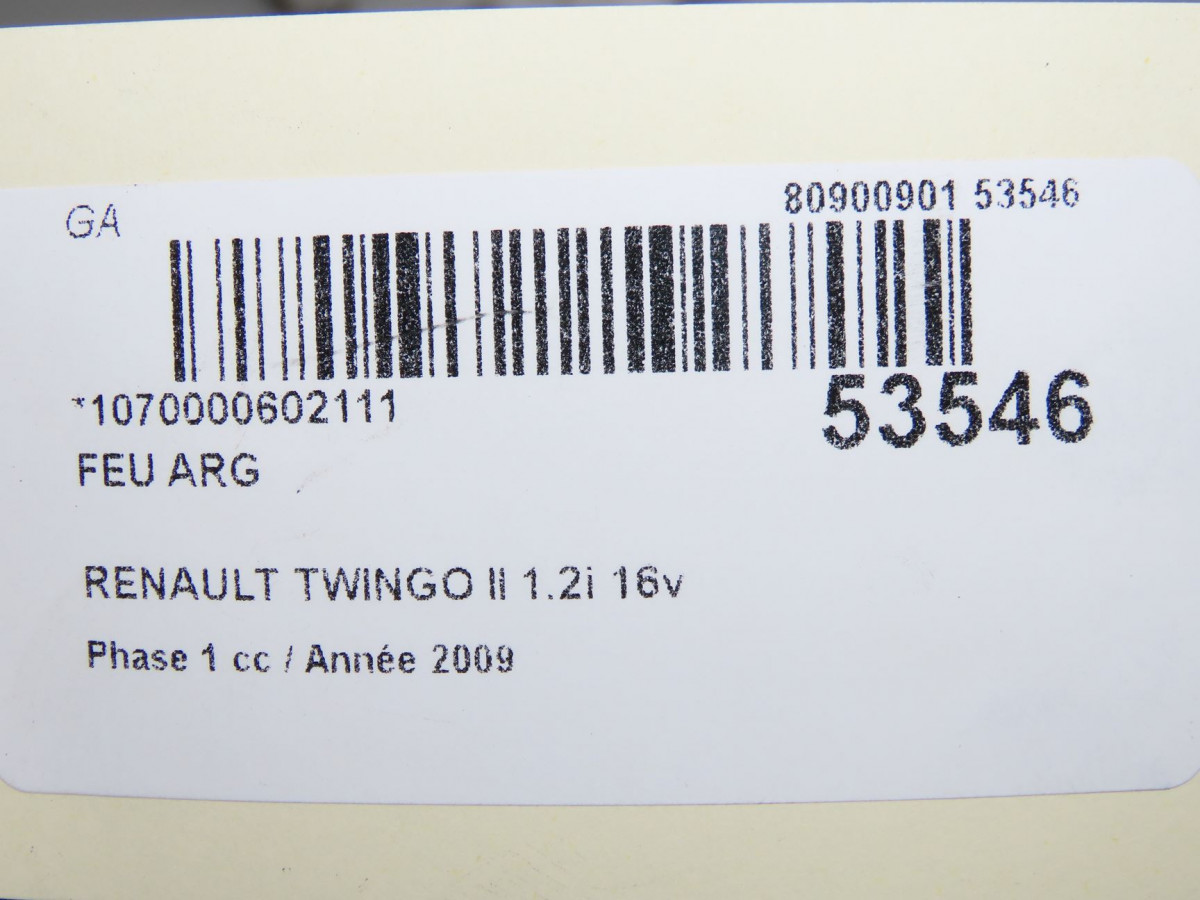 GA
80900901 53546
*1070000602111
53546
FEU ARG
RENAULT TWINGO II 1.2i 16v
Phase 1 cc / Année 2009